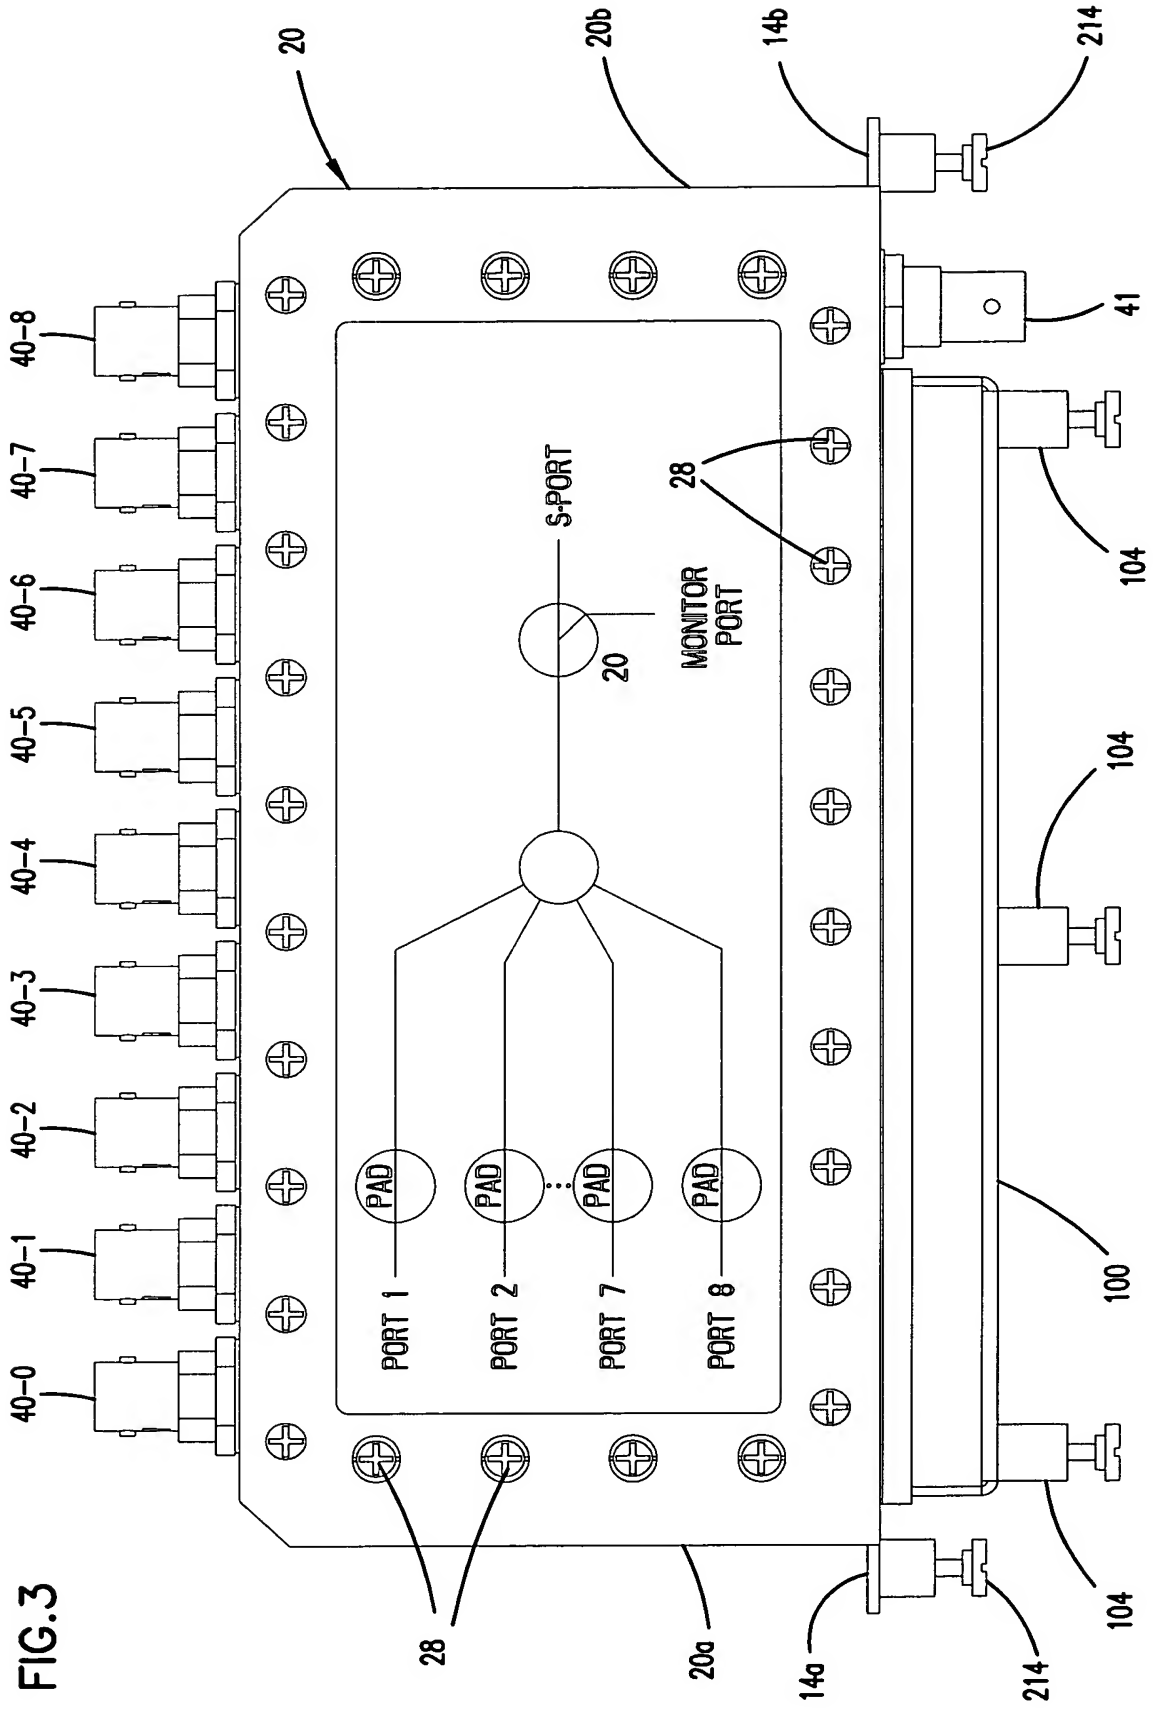 FIG.3
40-0
40-1
40-2
40-3
40-4
40-5
40-6
40-7
40-8
20
PORT 1
PAD
28
PORT 2
PAD
S-PORT
20b
PORT 7
PAD
20
28
MONITOR
PORT
20a
PORT 8
PAD
14b
14a
214
214
104
100
104
104
41